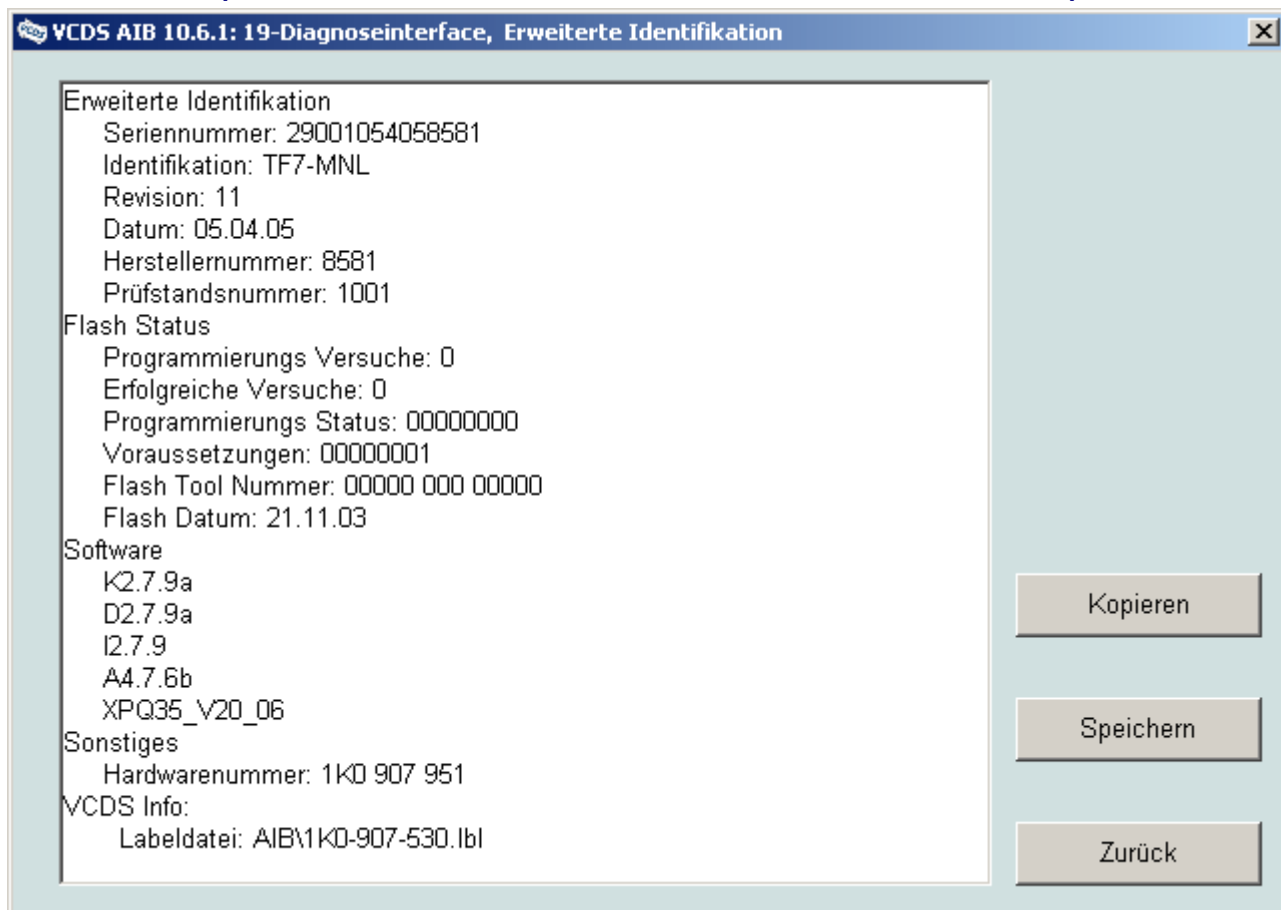 VCDS AIB 10.6.1: 19-Diagnoseinterface, Erweiterte Identifikation
Erweiterte Identifikation
Seriennummer: 29001054058581
Identifikation: TF7-MNL
Revision: 11
Datum: 05.04.05
Herstellernummer: 8581
Prüfstandsnummer: 1001
Flash Status
Programmierungs Versuche: 0
Erfolgreiche Versuche: 0
Programmierungs Status: 00000000
Voraussetzungen: 00000001
Flash Tool Nummer: 00000 000 00000
Flash Datum: 21.11.03
Software
K2.7.9a
D2.7.9a
I2.7.9
A4.7.6b
XPQ35_V20_06
Sonstiges
Hardwarenummer: 1K0 907 951
VCDS Info:
Labeldatei: AIB\1K0-907-530.lbl
Kopieren
Speichern
Zurück